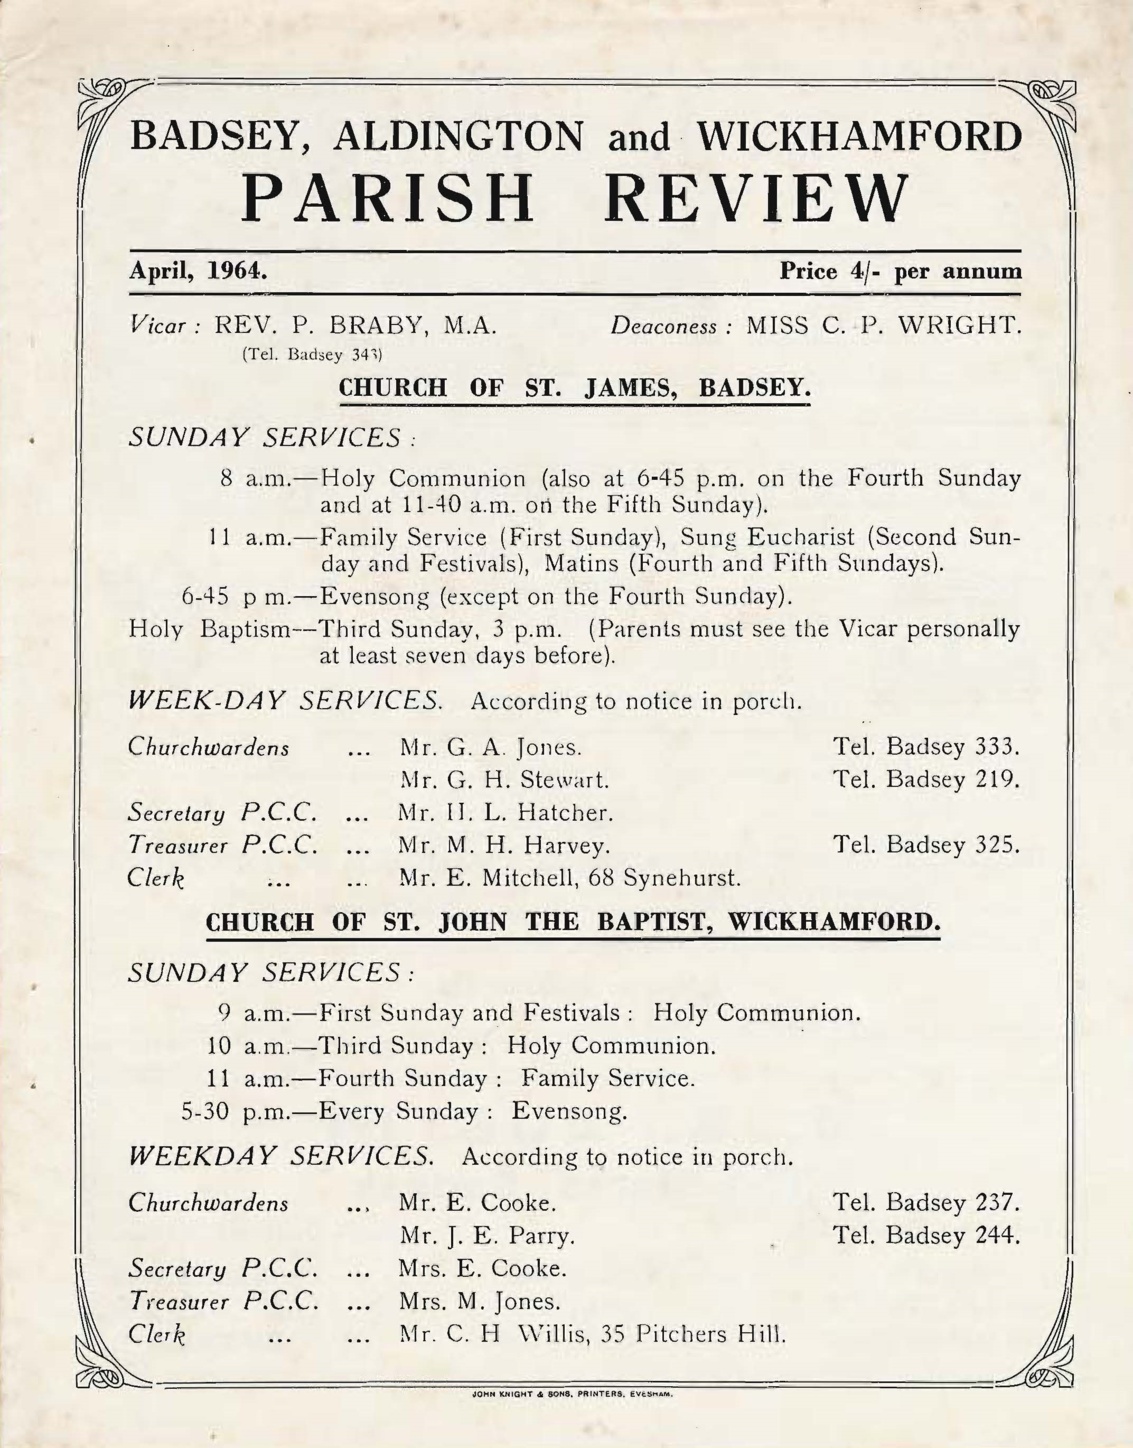 BADSEY, ALDINGTON and WICKHAMFORD
PARISH REVIEW
April, 1964. Price 4/- per annum
Vicar : REV. P. BRABY, M.A. Deaconess : MISS C. P. WRIGHT.
(Tel. Badsey 343)
CHURCH OF ST. JAMES, BADSEY.
SUNDAY SERVICES :
8 a.m.—Holy Communion (also at 6-45 p.m. on the Fourth Sunday
and at 11-40 a.m. on the Fifth Sunday).
11 a.m.—Family Service (First Sunday), Sung Eucharist (Second Sun-
day and Festivals), Matins (Fourth and Fifth Sundays).
6-45 p m.—Evensong (except on the Fourth Sunday).
Holy Baptism—Third Sunday, 3 p.m. (Parents must see the Vicar personally
at least seven days before).
WEEK-DAY SERVICES. According to notice in porch.
Churchwardens ... Mr. G. A. Jones. Tel. Badsey 333.
Mr. G. H. Stewart. Tel. Badsey 219.
Secretary P.C.C. ... Mr. H. L. Hatcher.
Treasurer P.C.C. ... Mr. M. H. Harvey. Tel. Badsey 325.
Clerk ... ... Mr. E. Mitchell, 68 Synehurst.
CHURCH OF ST. JOHN THE BAPTIST, WICKHAMFORD.
SUNDAY SERVICES :
9 a.m.—First Sunday and Festivals : Holy Communion.
10 a.m.—Third Sunday : Holy Communion.
11 a.m.—Fourth Sunday : Family Service.
5-30 p.m.—Every Sunday : Evensong.
WEEKDAY SERVICES. According to notice in porch.
Churchwardens ... Mr. E. Cooke. Tel. Badsey 237.
Mr. J. E. Parry. Tel. Badsey 244.
Secretary P.C.C. ... Mrs. E. Cooke.
Treasurer P.C.C. ... Mrs. M. Jones.
Clerk ... ... Mr. C. H Willis, 35 Pitchers Hill.
JOHN KNIGHT & SONS, PRINTERS, EVESHAM.